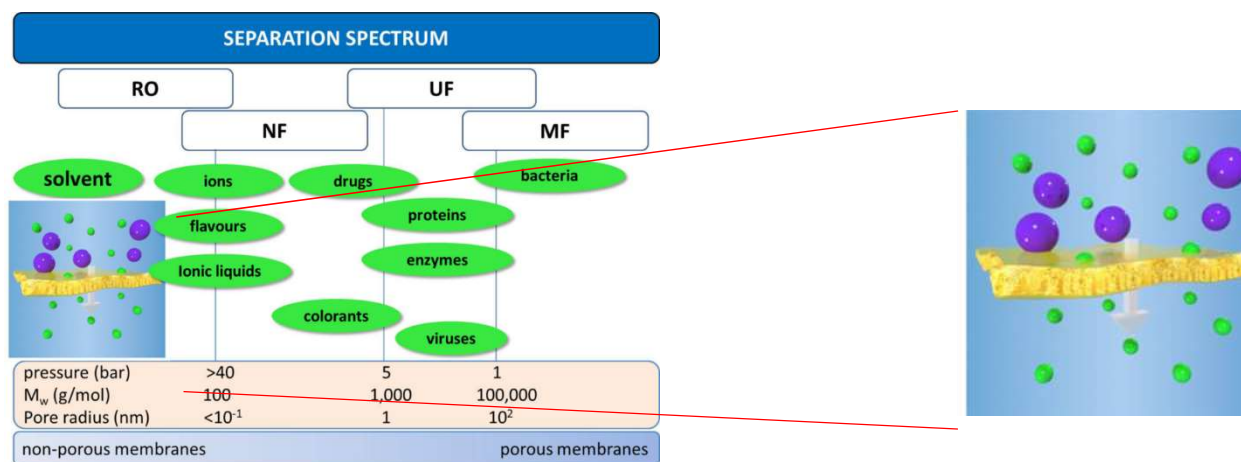 SEPARATION SPECTRUM
RO UF
NF MF
solvent ions drugs bacteria
flavours proteins
Ionic liquids enzymes
colorants
viruses
pressure (bar) >40 5 1
Mw (g/mol) 100 1,000 100,000
Pore radius (nm) <10⁻¹ 1 10²
non-porous membranes porous membranes